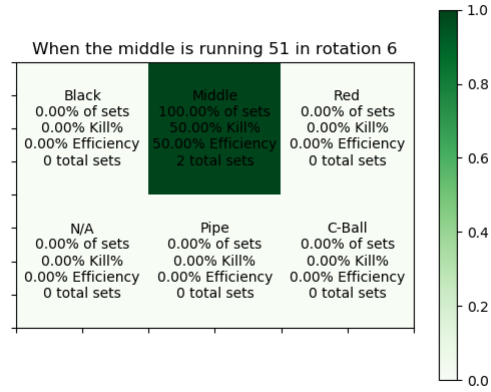 When the middle is running 51 in rotation 6
Black
0.00% of sets
0.00% Kill%
0.00% Efficiency
0 total sets
Middle
100.00% of sets
50.00% Kill%
50.00% Efficiency
2 total sets
Red
0.00% of sets
0.00% Kill%
0.00% Efficiency
0 total sets
N/A
0.00% of sets
0.00% Kill%
0.00% Efficiency
0 total sets
Pipe
0.00% of sets
0.00% Kill%
0.00% Efficiency
0 total sets
C-Ball
0.00% of sets
0.00% Kill%
0.00% Efficiency
0 total sets
1.0
0.8
0.6
0.4
0.2
0.0